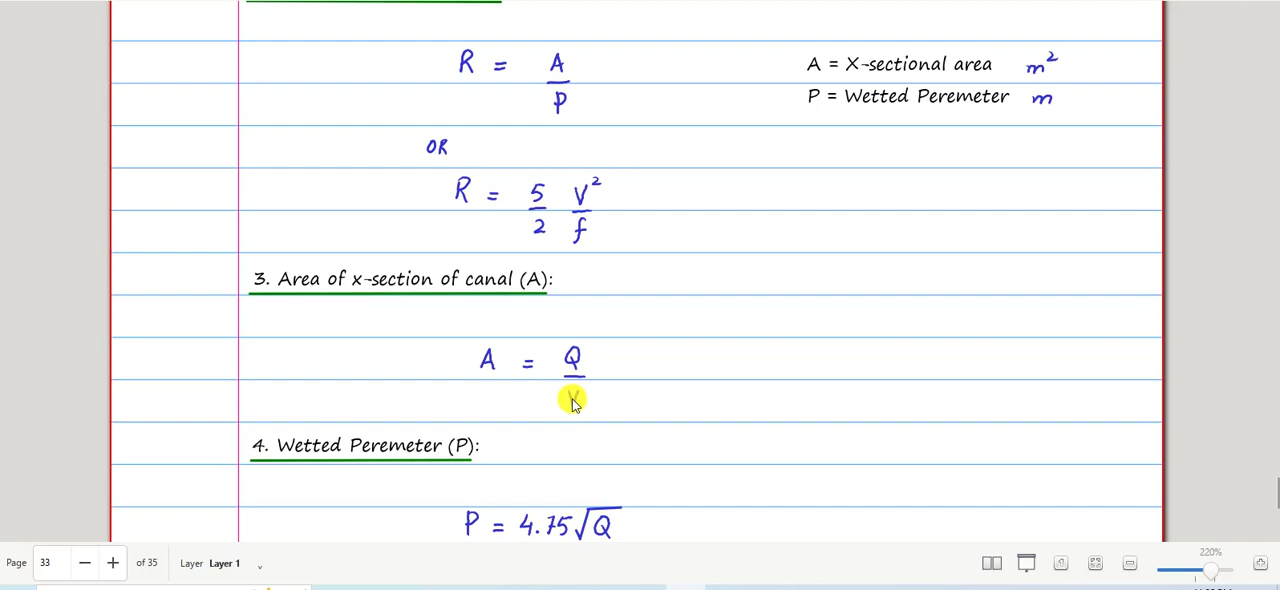 R = A / P
A = X-sectional area m²
P = Wetted Peremeter m
OR
R = 5/2 V²/f
3. Area of x-section of canal (A):
A = Q / V
4. Wetted Peremeter (P):
P = 4.75√Q
Page 33 of 35 Layer Layer 1 220%